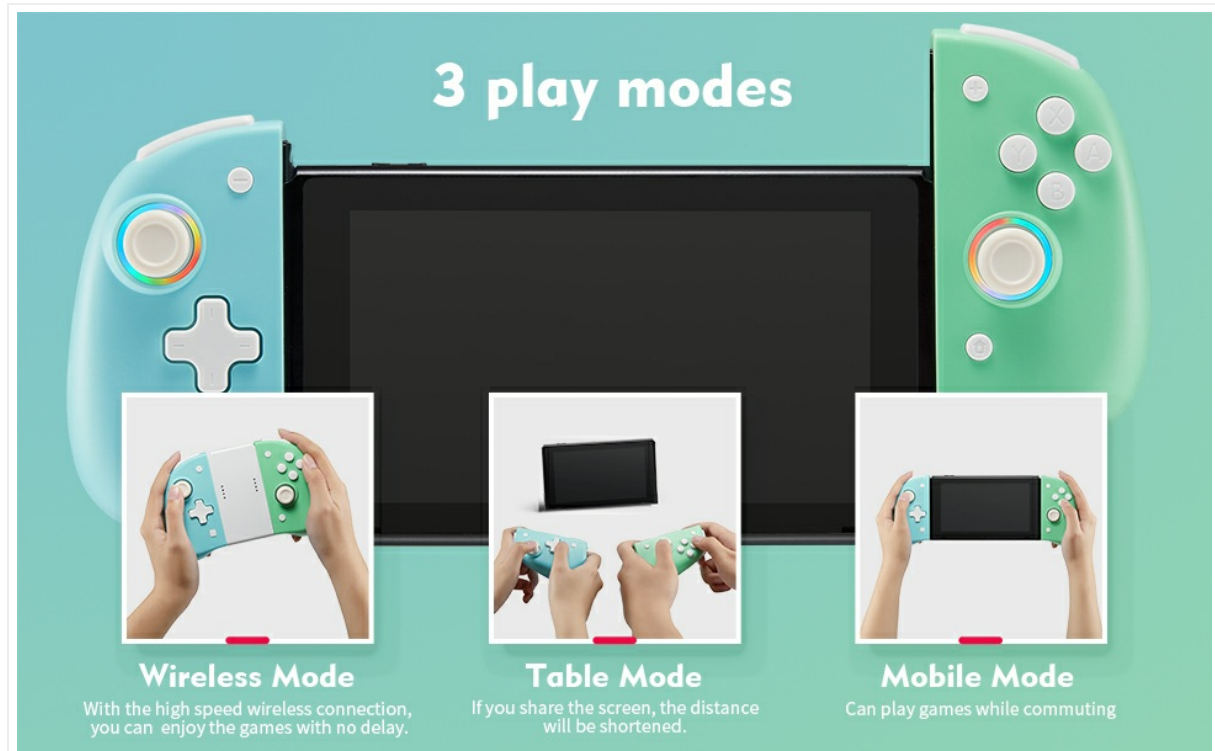 3 play modes
+
X
Y
A
B
Wireless Mode
With the high speed wireless connection,
you can enjoy the games with no delay.
Table Mode
If you share the screen, the distance
will be shortened.
Mobile Mode
Can play games while commuting